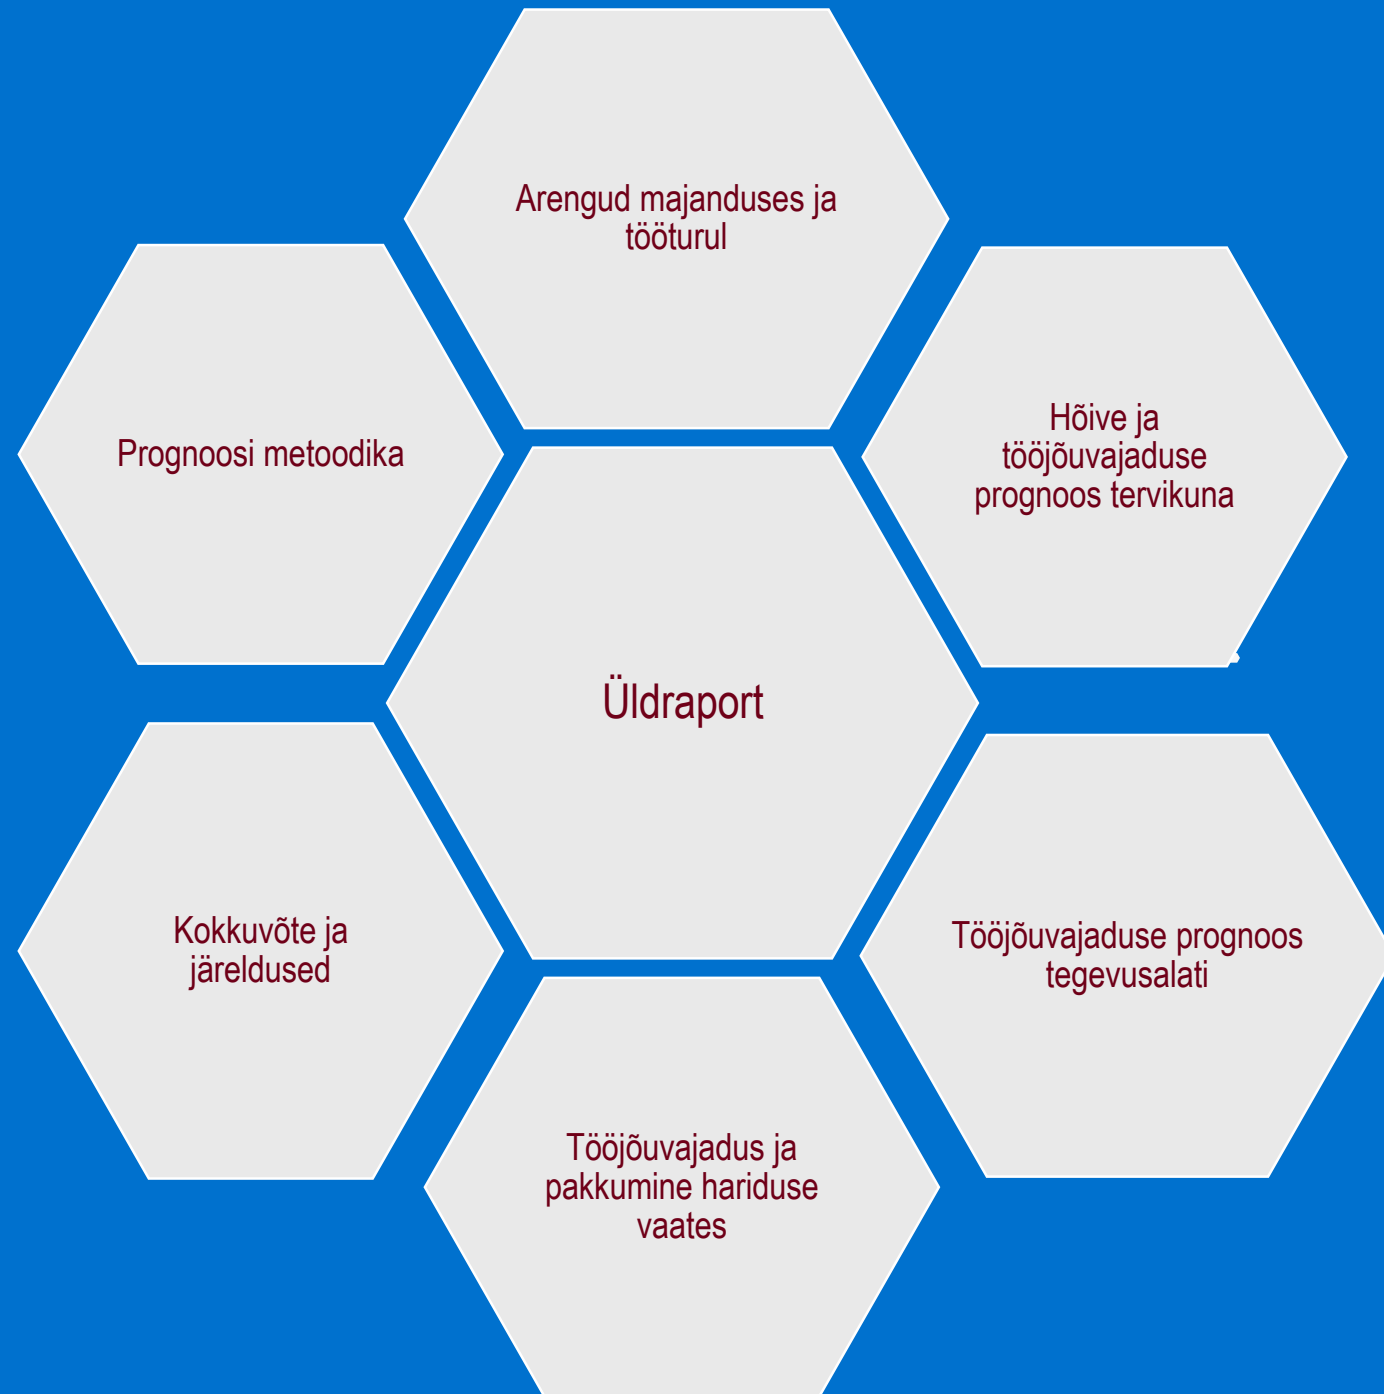 Arengud majanduses ja
tööturul
Prognoosi metoodika
Hõive ja
tööjõuvajaduse
prognoos tervikuna
Üldraport
Kokkuvõte ja
järeldused
Tööjõuvajaduse prognoos
tegevusalati
Tööjõuvajadus ja
pakkumine hariduse
vaates